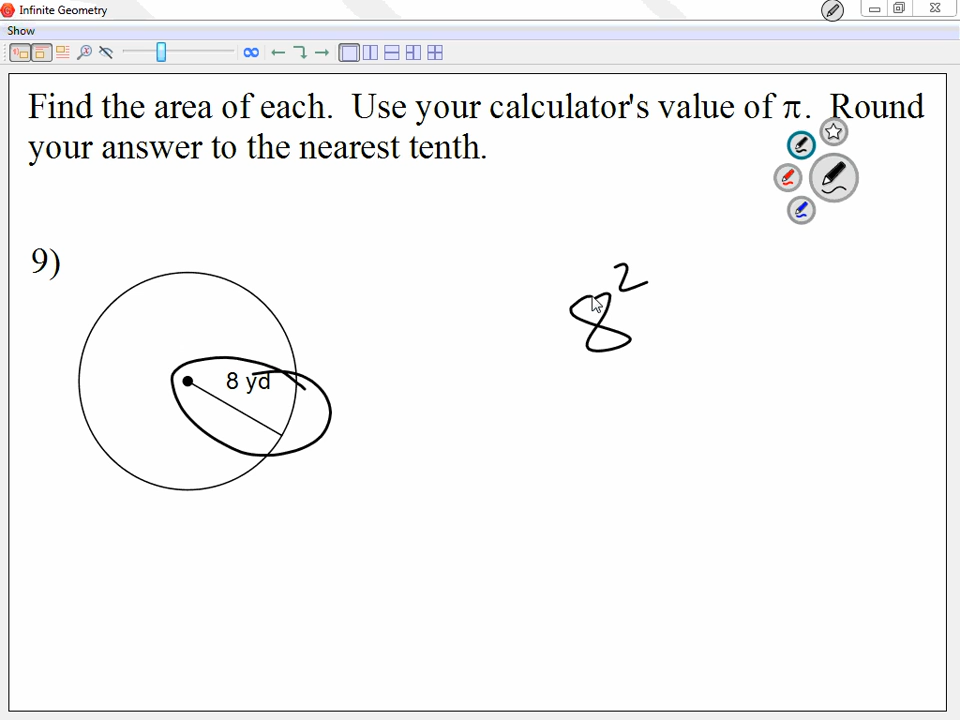 Infinite Geometry
Show
Find the area of each. Use your calculator's value of π. Round
your answer to the nearest tenth.
9)
8 yd
8²